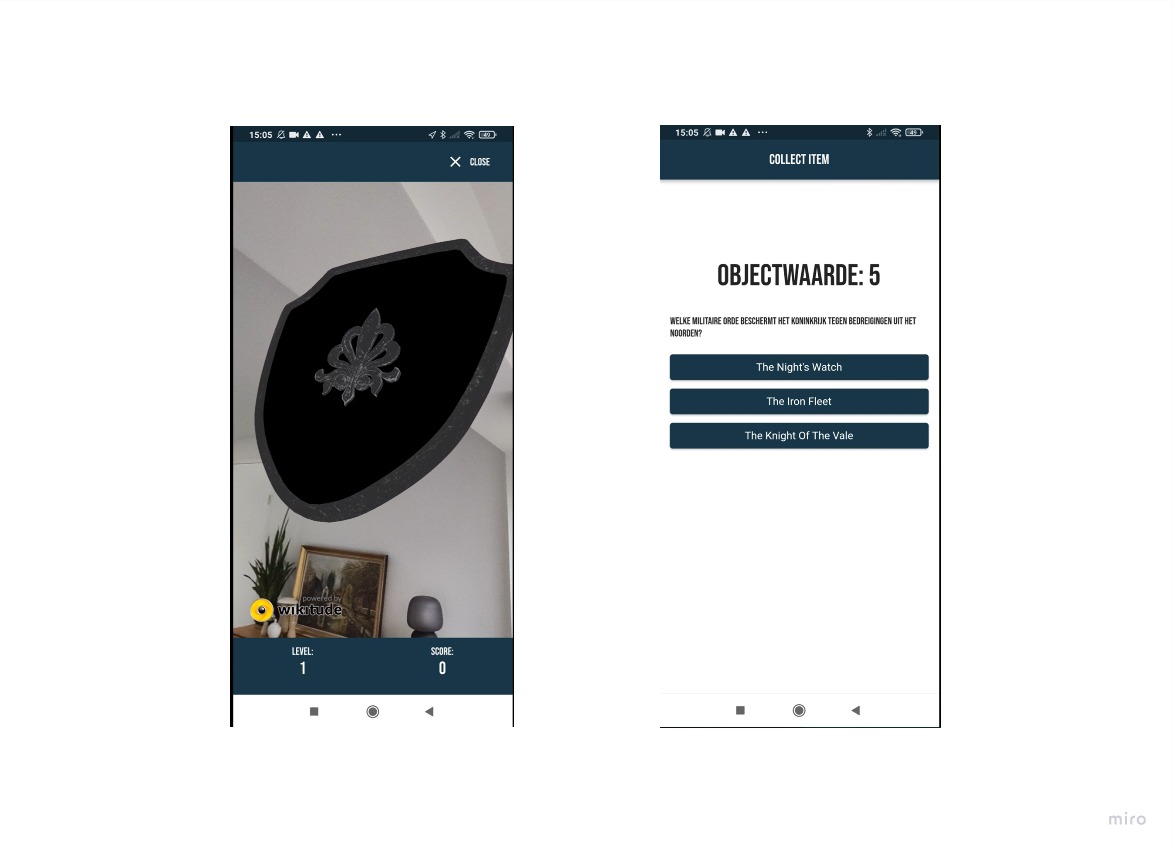 15:05
49
CLOSE
powered by
wikitude
LEVEL:
1
SCORE:
0
15:05
49
COLLECT ITEM
OBJECTWAARDE: 5
WELKE MILITAIRE ORDE BESCHERMT HET KONINKRIJK TEGEN BEDREIGINGEN UIT HET
NOORDEN?
The Night's Watch
The Iron Fleet
The Knight Of The Vale
miro